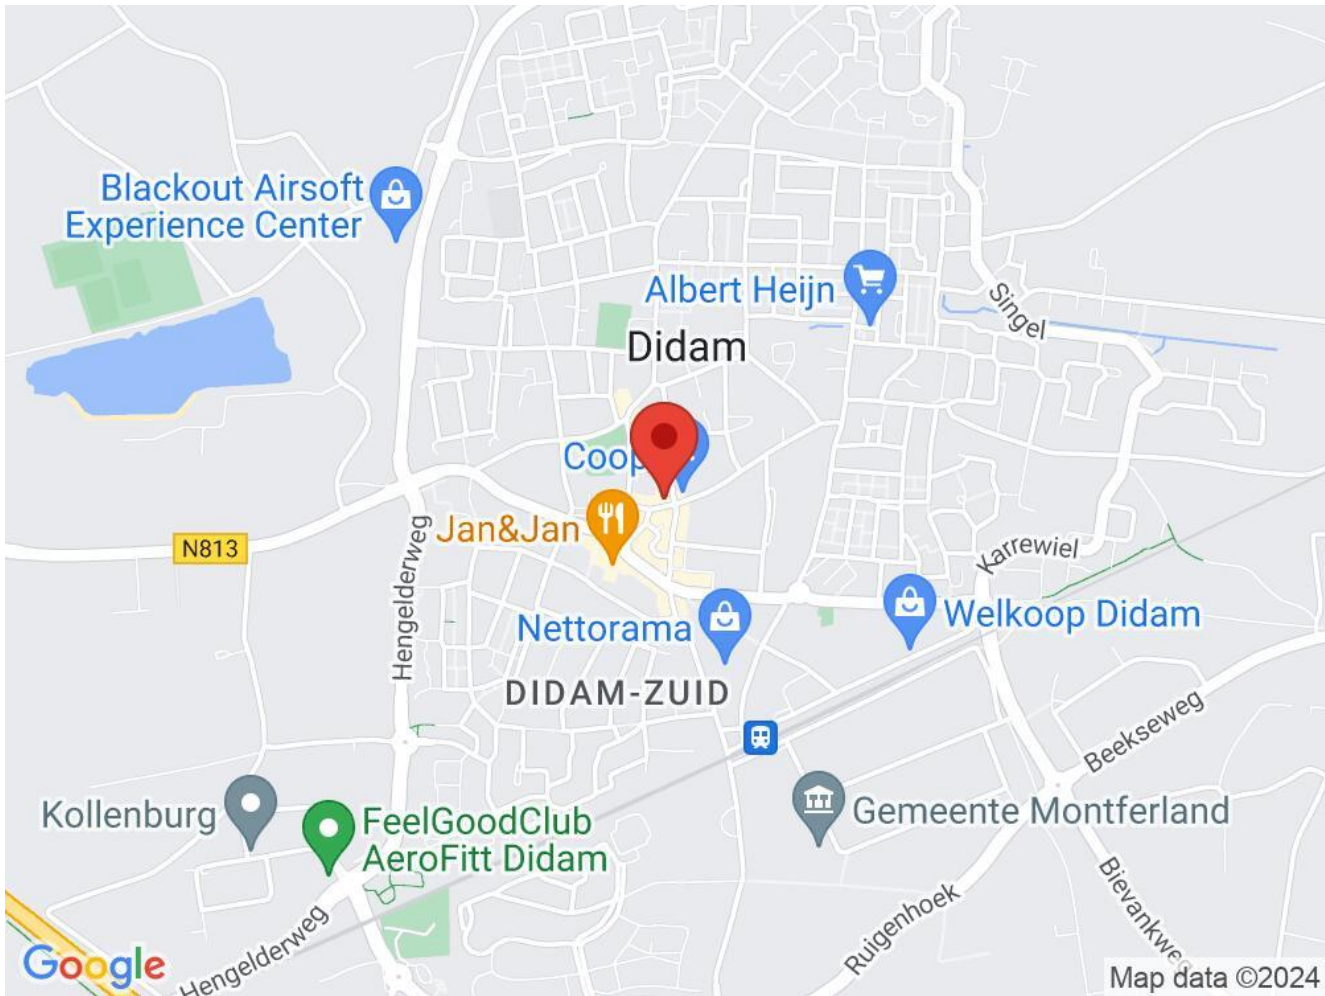 Blackout Airsoft
Experience Center
Albert Heijn
Singel
Didam
Coop
Jan&Jan
N813
Hengelderweg
Karrewiel
Nettorama
Welkoop Didam
DIDAM-ZUID
Beekseweg
Kollenburg
FeelGoodClub
AeroFitt Didam
Gemeente Montferland
Ruigenhoek
Bievankweg
Hengelderweg
Google
Map data ©2024